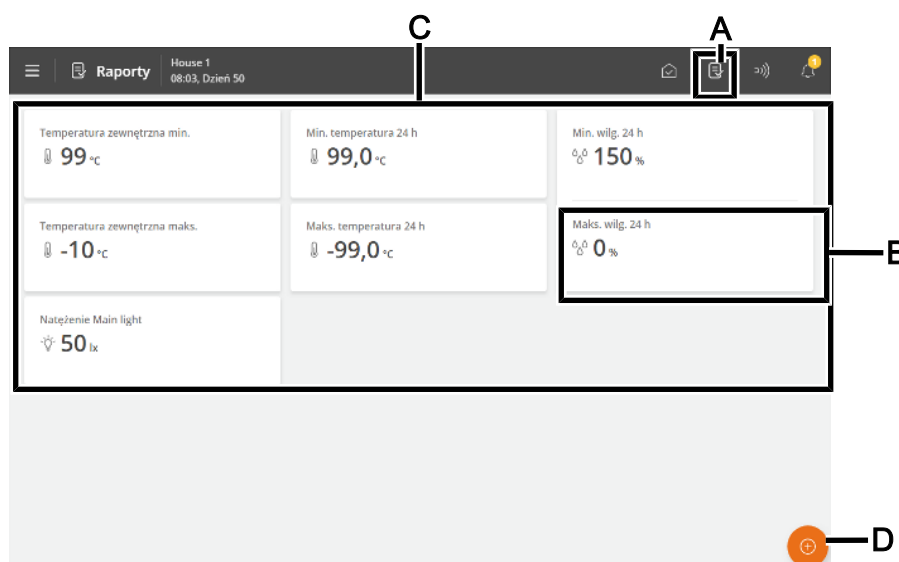 C
A
Raporty
House 1
08:03, Dzień 50
1
Temperatura zewnętrzna min.
99 °C
Min. temperatura 24 h
99,0 °C
Min. wilg. 24 h
150 %
Temperatura zewnętrzna maks.
-10 °C
Maks. temperatura 24 h
-99,0 °C
Maks. wilg. 24 h
0 %
Natężenie Main light
50 lx
D